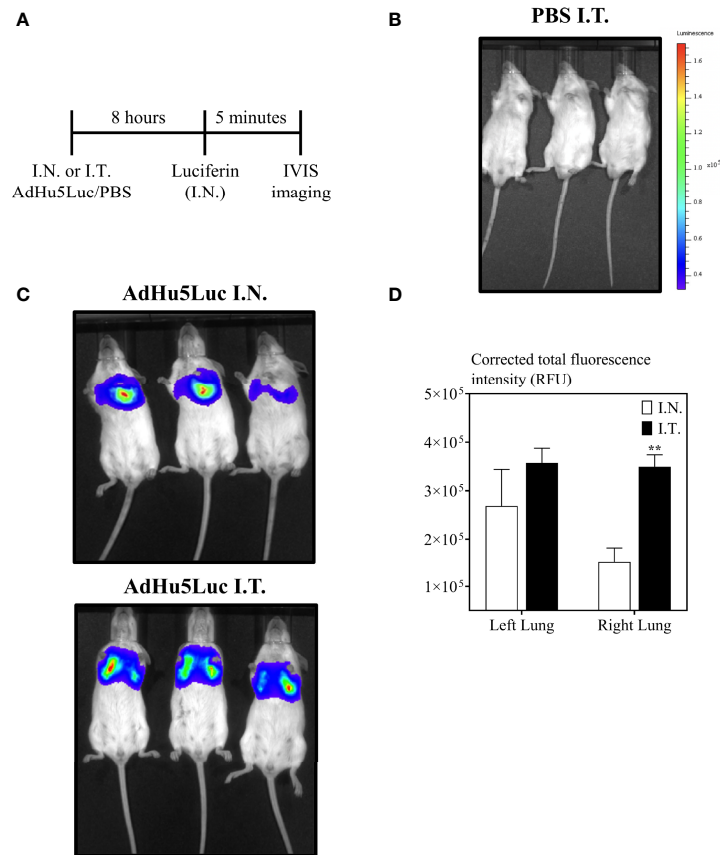 A
8 hours
5 minutes
I.N. or I.T.
AdHu5Luc/PBS
Luciferin
(I.N.)
IVIS
imaging
B
PBS I.T.
Luminescence
1.6
1.4
1.2
1.0
×10⁵
0.8
0.6
0.4
C
AdHu5Luc I.N.
AdHu5Luc I.T.
D
Corrected total fluorescence
intensity (RFU)
5×10⁵
4×10⁵
3×10⁵
2×10⁵
1×10⁵
I.N.
I.T.
**
Left Lung
Right Lung